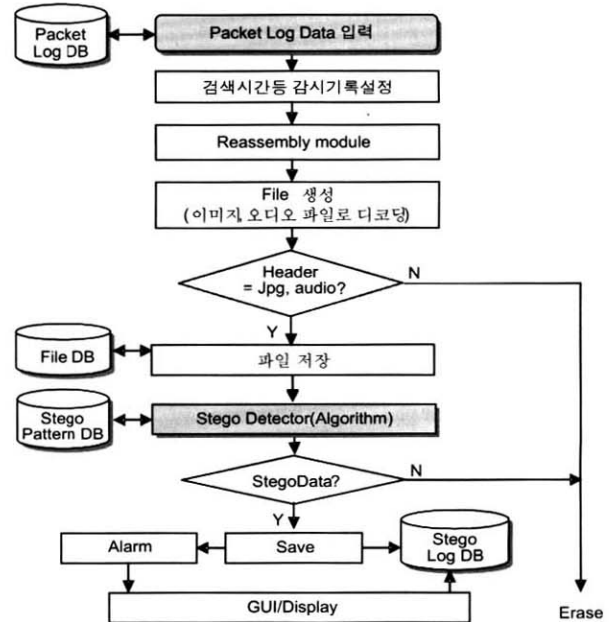 Packet
Log DB
Packet Log Data 입력
검색시간등 감시기록설정
Reassembly module
File 생성
(이미지, 오디오 파일로 디코딩)
Header
= Jpg, audio?
N
Y
File DB
파일 저장
Stego
Pattern DB
Stego Detector(Algorithm)
StegoData?
N
Y
Alarm
Save
Stego
Log DB
GUI/Display
Erase